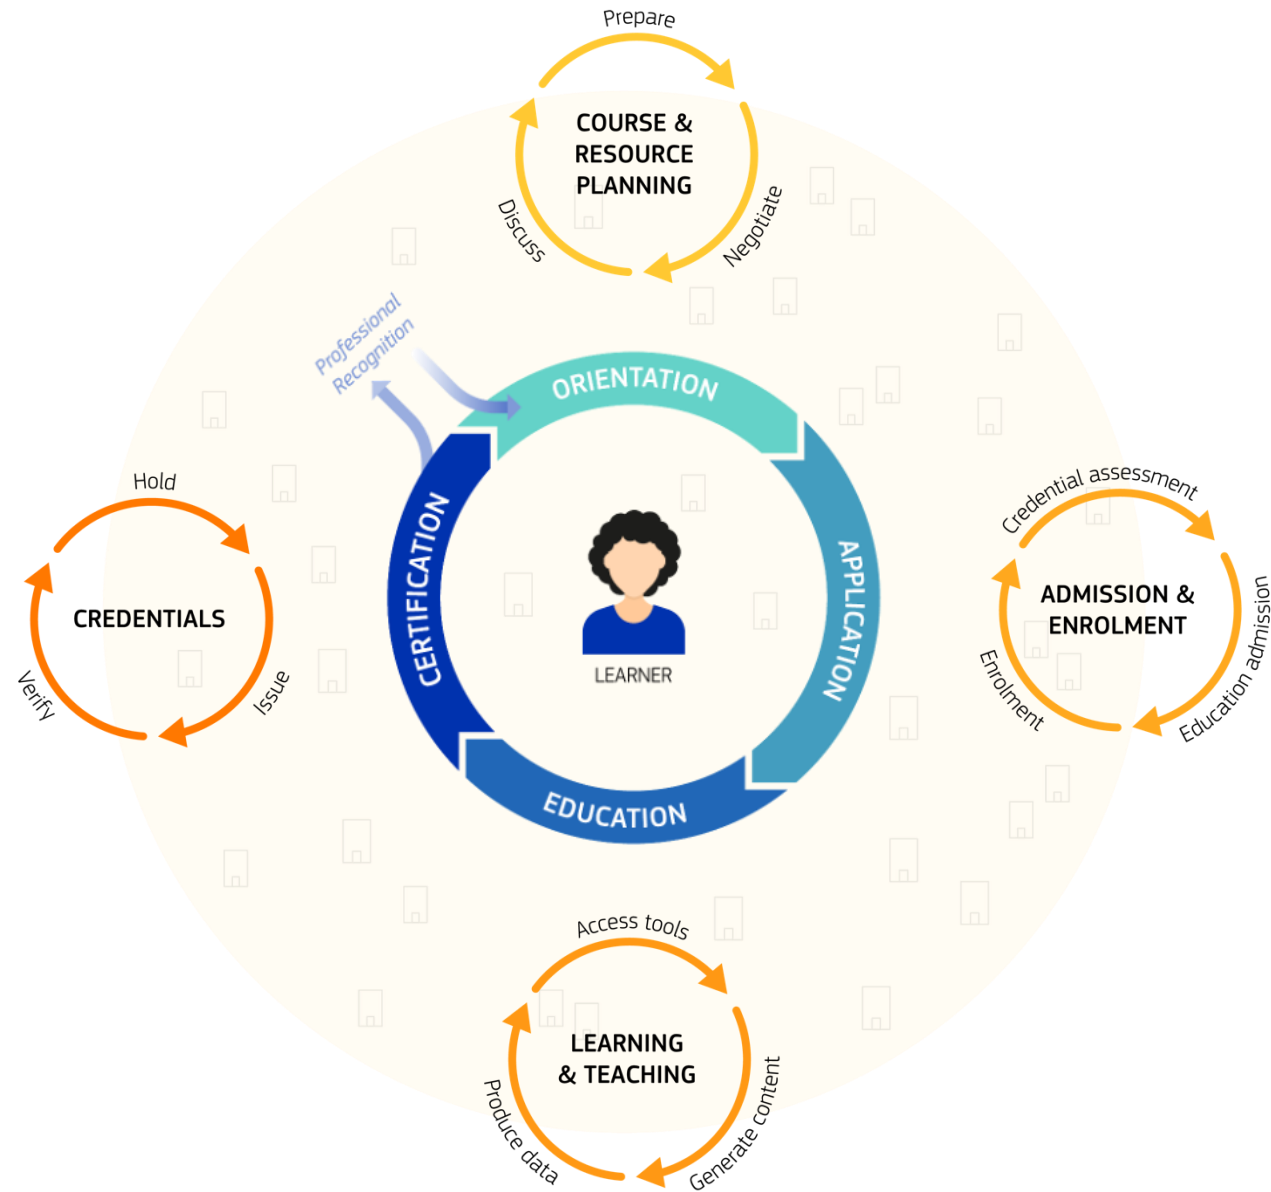 Prepare
COURSE &
RESOURCE
PLANNING
Discuss
Negotiate
Professional
Recognition
ORIENTATION
APPLICATION
EDUCATION
CERTIFICATION
LEARNER
Hold
CREDENTIALS
Verify
Issue
Credential assessment
ADMISSION &
ENROLMENT
Enrolment
Education admission
Access tools
LEARNING
& TEACHING
Produce data
Generate content